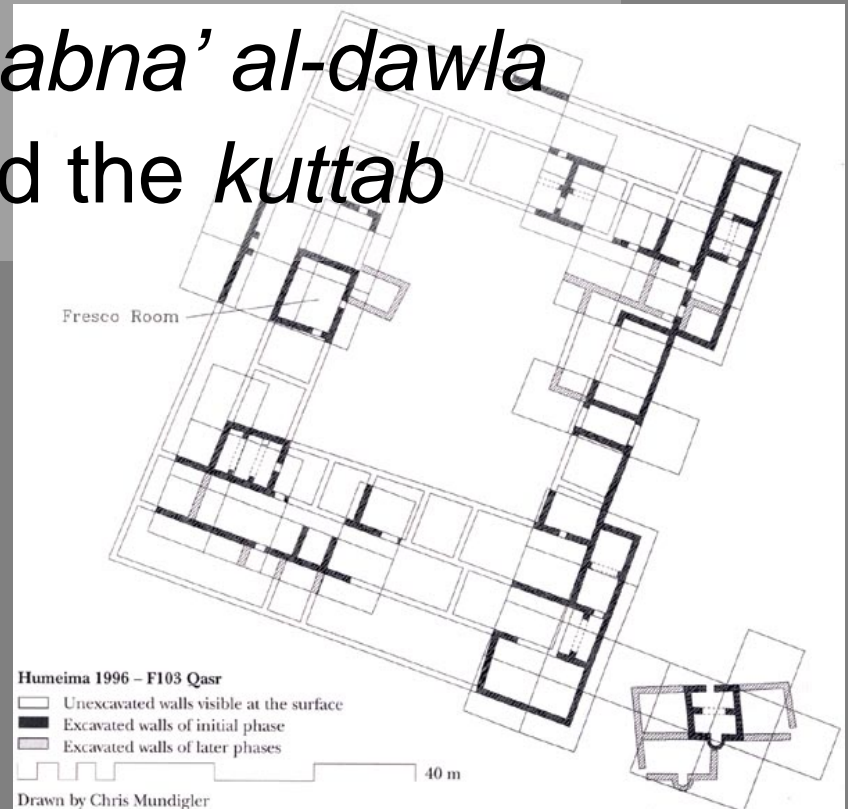 abna’ al-dawla
d the kuttab
Fresco Room
Humeima 1996 – F103 Qasr
Unexcavated walls visible at the surface
Excavated walls of initial phase
Excavated walls of later phases
40 m
Drawn by Chris Mundigler